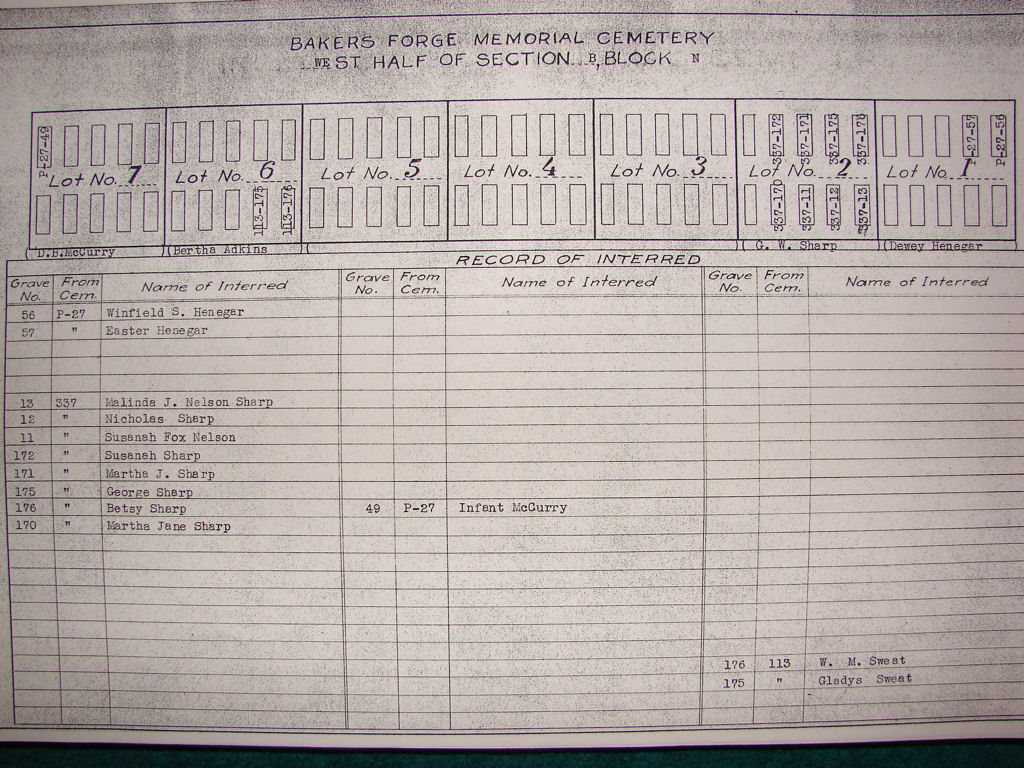 BAKERS FORGE MEMORIAL CEMETERY
WEST HALF OF SECTION B, BLOCK N
P-27-49
337-172 337-171 337-175 337-176
P-27-57 P-27-56
Lot No. 7 Lot No. 6 Lot No. 5 Lot No. 4 Lot No. 3 Lot No. 2 Lot No. 1
113-175 113-176
337-170 337-11 337-12 337-13
(D.B.McCurry )(Bertha Adkins )( )( G. W. Sharp )(Dewey Henegar
RECORD OF INTERRED
Grave No. From Cem. Name of Interred Grave No. From Cem. Name of Interred Grave No. From Cem. Name of Interred
56 P-27 Winfield S. Henegar
57 " Easter Henegar
13 337 Malinda J. Nelson Sharp
12 " Nicholas Sharp
11 " Susanah Fox Nelson
172 " Susanah Sharp
171 " Martha J. Sharp
175 " George Sharp
176 " Betsy Sharp 49 P-27 Infant McCurry
170 " Martha Jane Sharp
176 113 W. M. Sweat
175 " Gladys Sweat